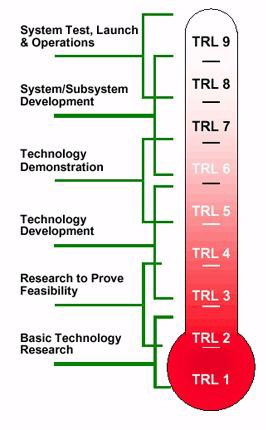 System Test, Launch
& Operations
TRL 9
TRL 8
System/Subsystem
Development
TRL 7
Technology
Demonstration
TRL 6
TRL 5
Technology
Development
TRL 4
Research to Prove
Feasibility
TRL 3
Basic Technology
Research
TRL 2
TRL 1